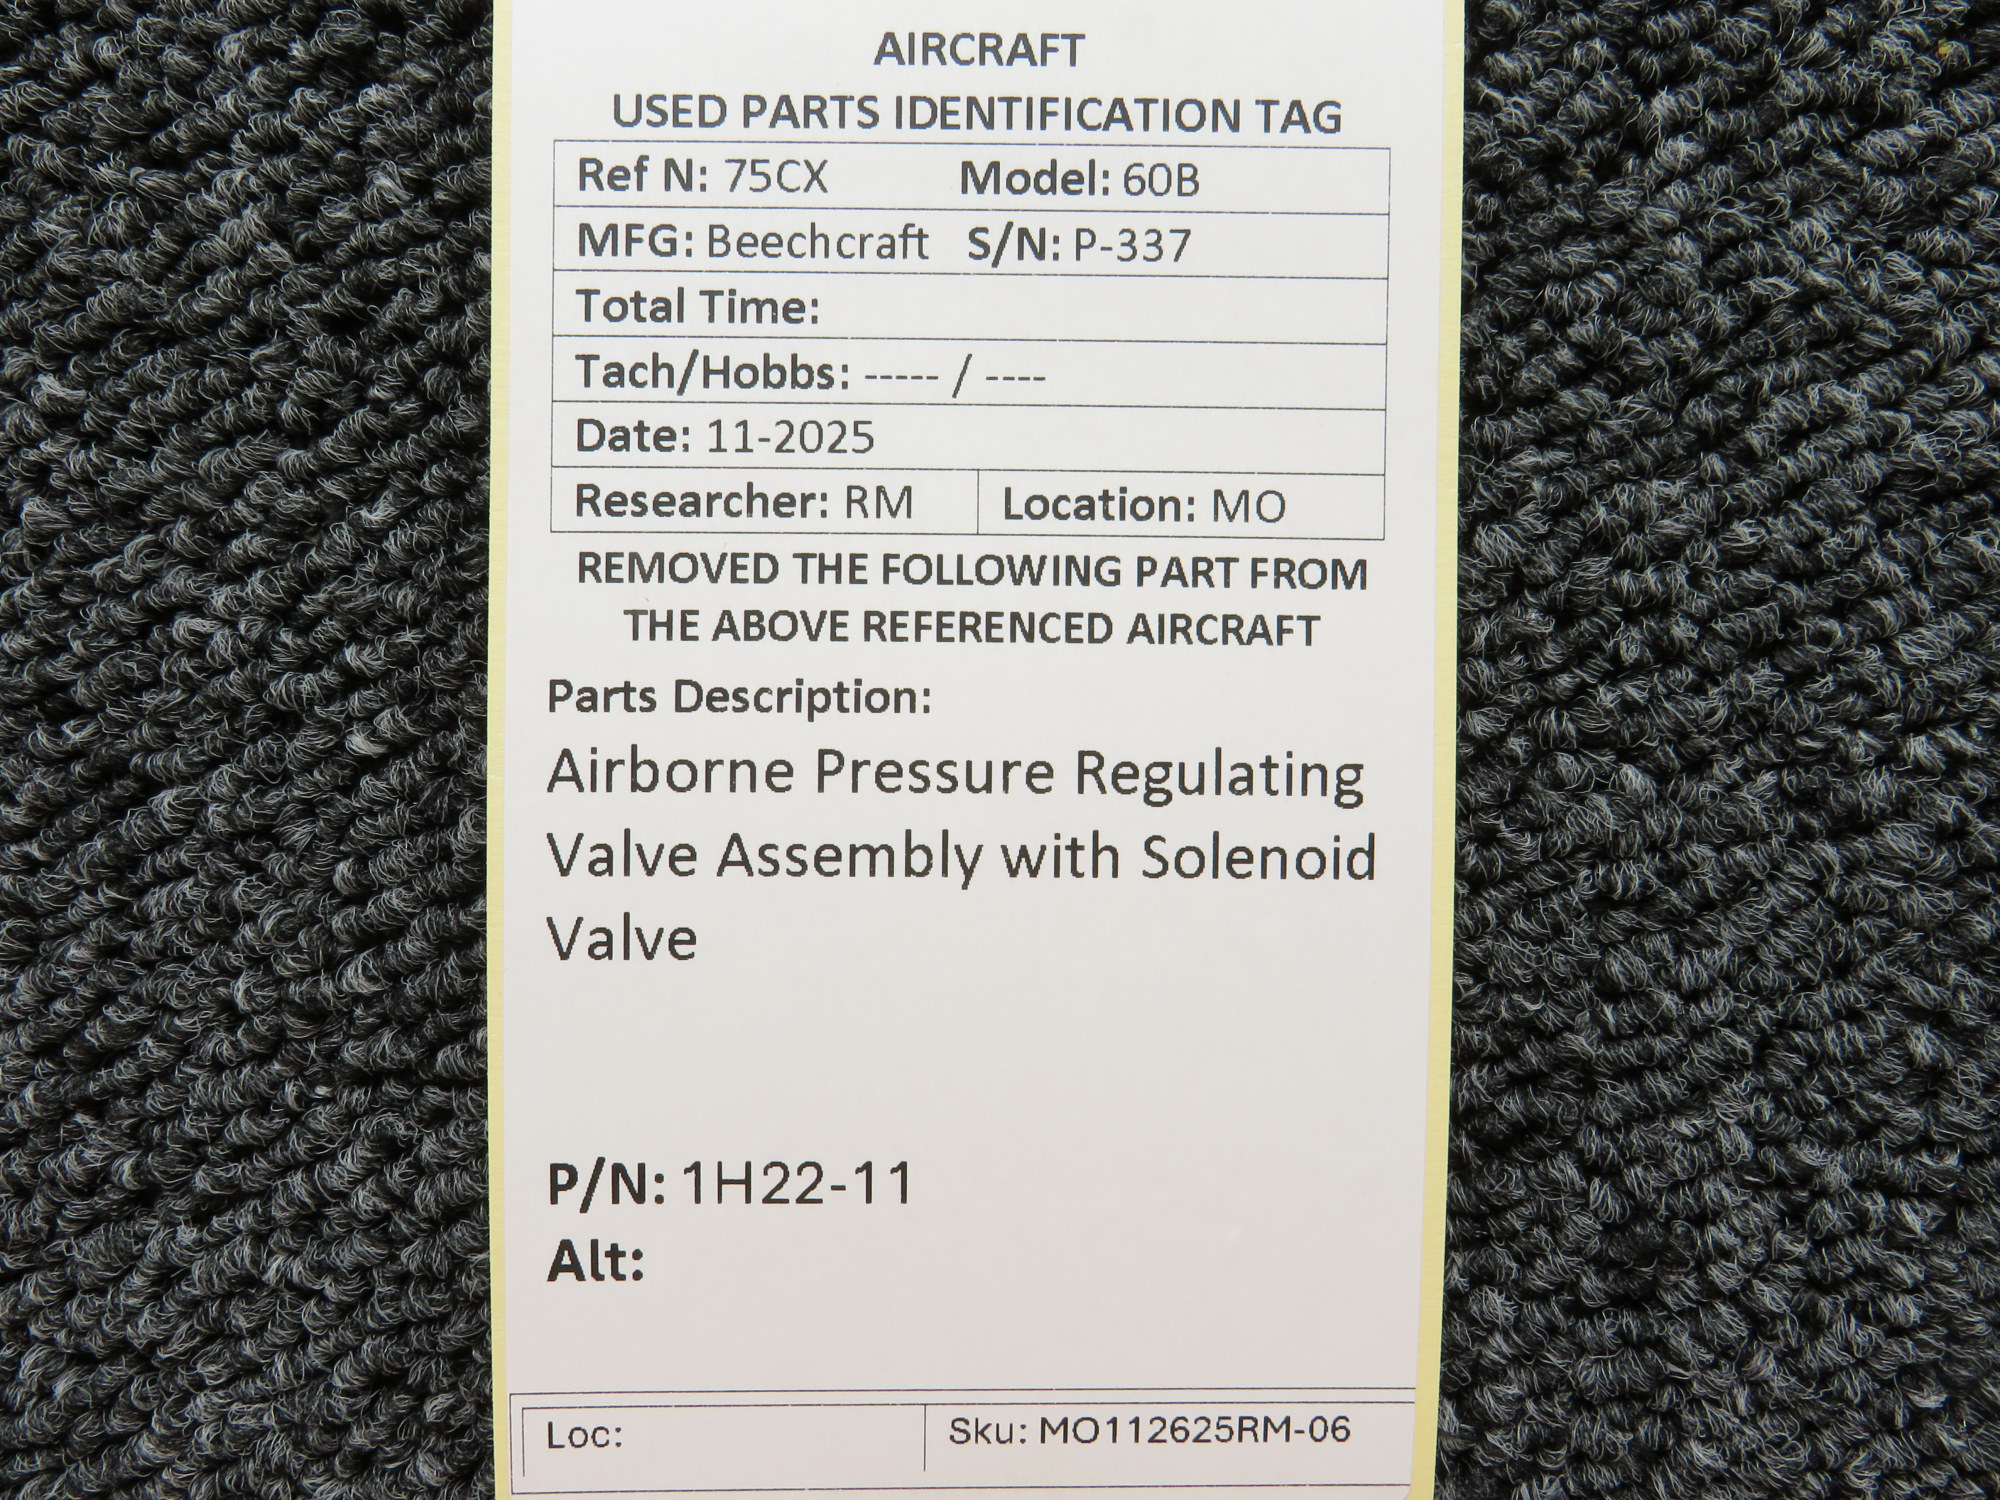 AIRCRAFT
USED PARTS IDENTIFICATION TAG
Ref N: 75CX Model: 60B
MFG: Beechcraft S/N: P-337
Total Time:
Tach/Hobbs: ----- / ----
Date: 11-2025
Researcher: RM Location: MO
REMOVED THE FOLLOWING PART FROM
THE ABOVE REFERENCED AIRCRAFT
Parts Description:
Airborne Pressure Regulating
Valve Assembly with Solenoid
Valve
P/N: 1H22-11
Alt:
Loc: Sku: MO112625RM-06